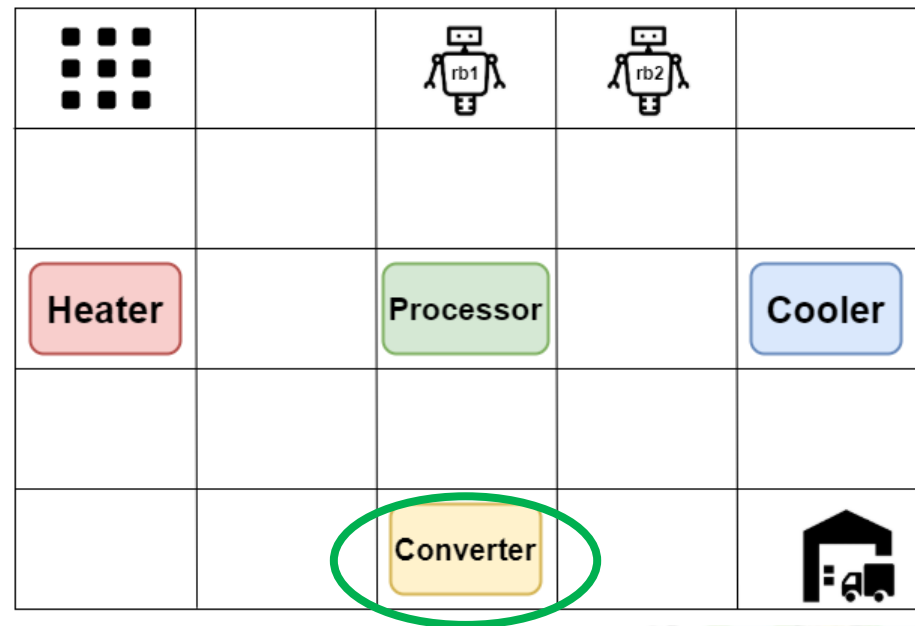 rb1
rb2
Heater
Processor
Cooler
Converter